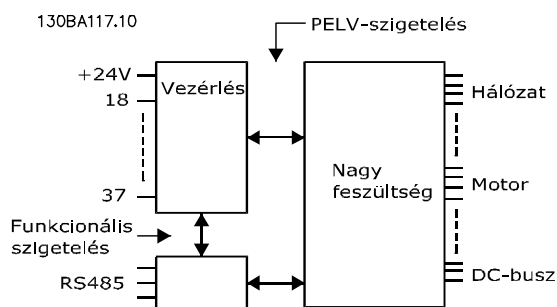 130BA117.10
PELV-szigetelés
+24V
Vezérlés
18
Hálózat
Nagy
feszültség
37
Motor
Funkcionális
szigetelés
RS485
DC-busz